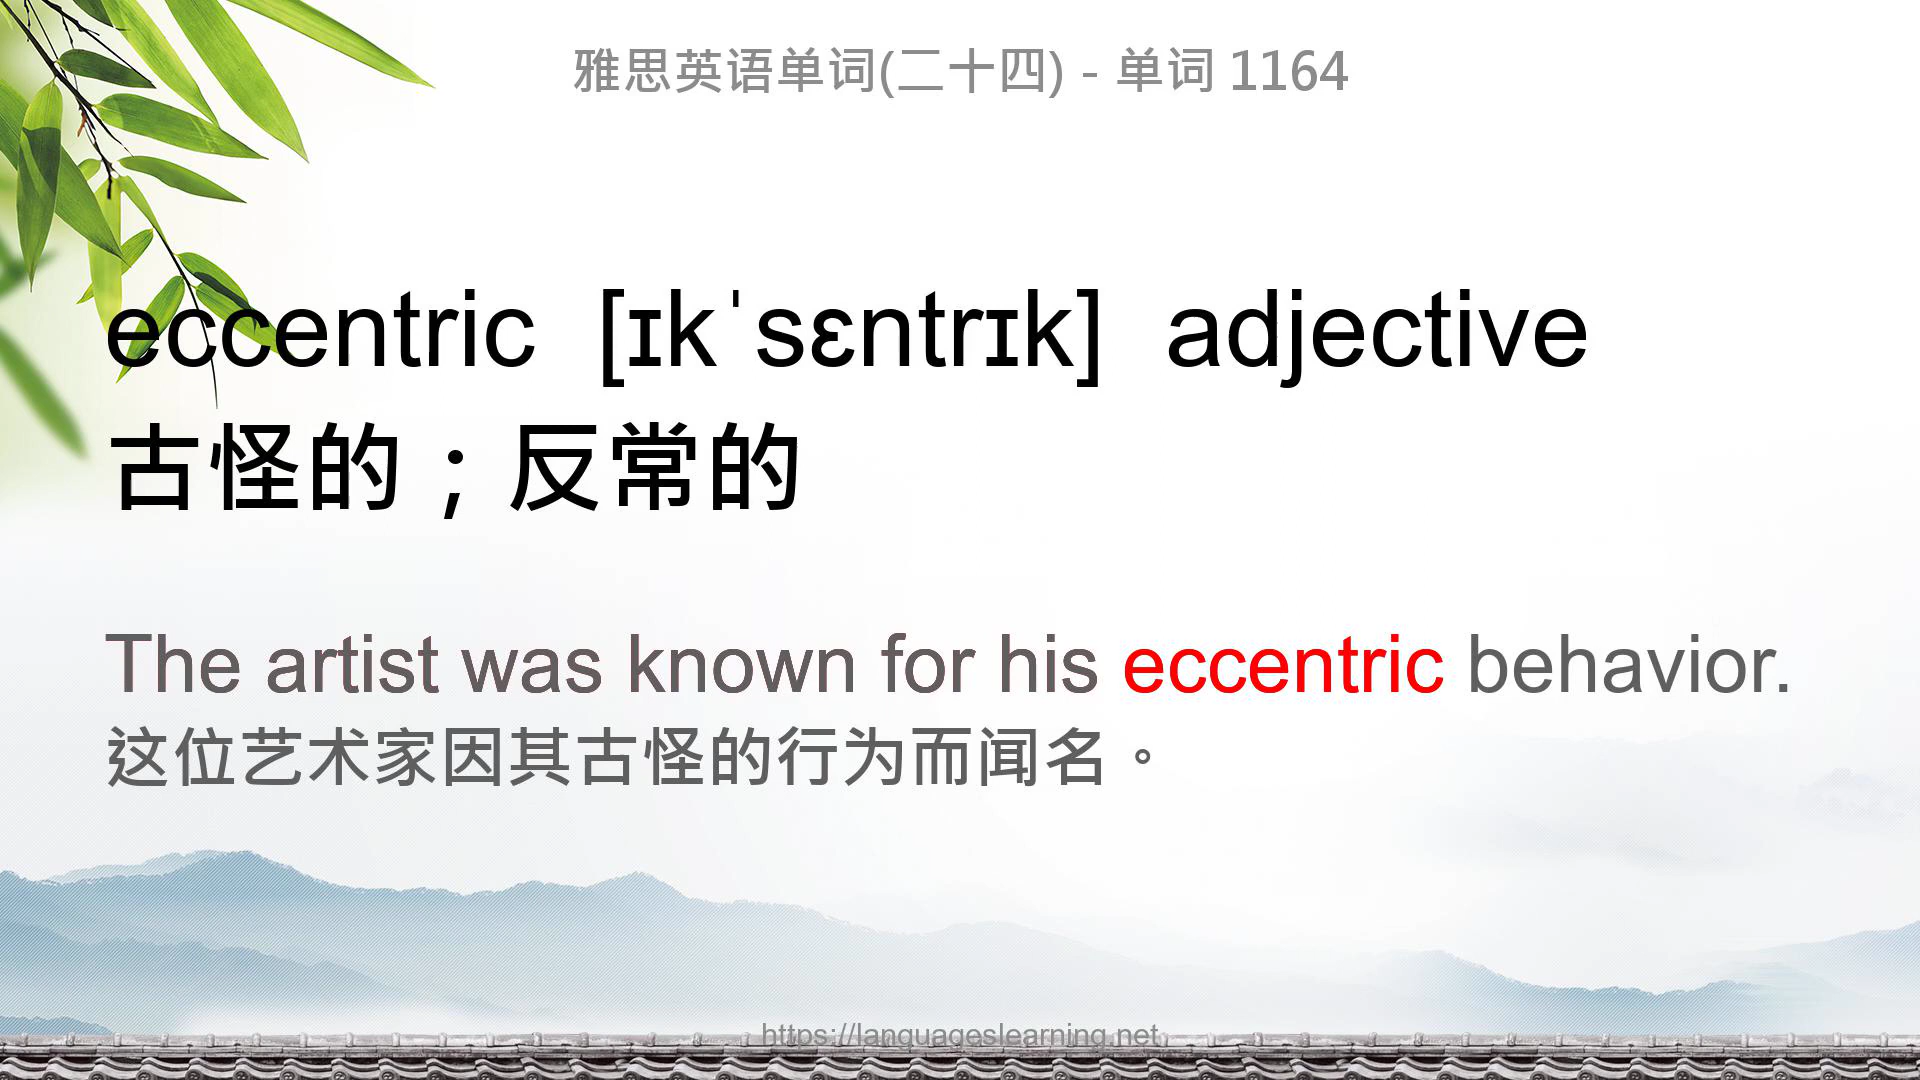 雅思英语单词(二十四) - 单词 1164
eccentric [ɪkˈsɛntrɪk] adjective
古怪的；反常的
The artist was known for his eccentric behavior.
这位艺术家因其古怪的行为而闻名。
https://languageslearning.net